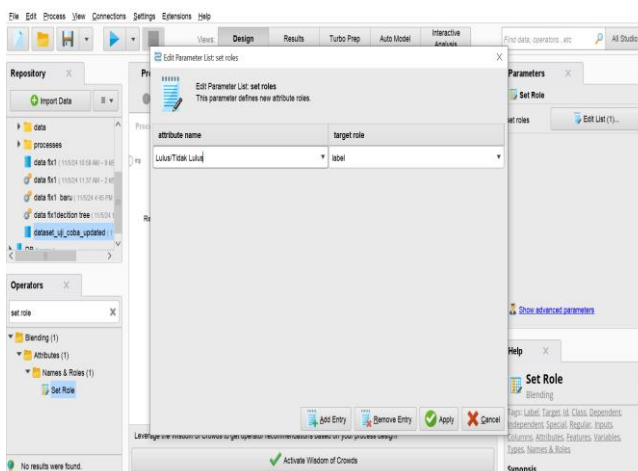 File Edit Process View Connections Settings Extensions Help
Views: Design Results Turbo Prep Auto Model Interactive Analysis
Find data, operators...etc All Studio
Repository
Import Data
data
processes
data fix1
data fix1
data fix1 baru
data fix1decition tree
dataset_uji_coba_updated
Operators
set role
Blending (1)
Attributes (1)
Names & Roles (1)
Set Role
No results were found.
Edit Parameter List: set roles
Edit Parameter List: set roles
This parameter defines new attribute roles.
attribute name target role
Lulus/Tidak Lulus label
Add Entry Remove Entry Apply Cancel
Leverage the Wisdom of Crowds to get operator recommendations based on your process design!
Activate Wisdom of Crowds
Parameters
Set Role
set roles Edit List (1)...
Show advanced parameters
Help
Set Role
Blending
Tags: Label, Target, Id, Class, Dependent,
Independent, Special, Regular, Inputs,
Columns, Attributes, Features, Variables,
Types, Names & Roles
Synopsis